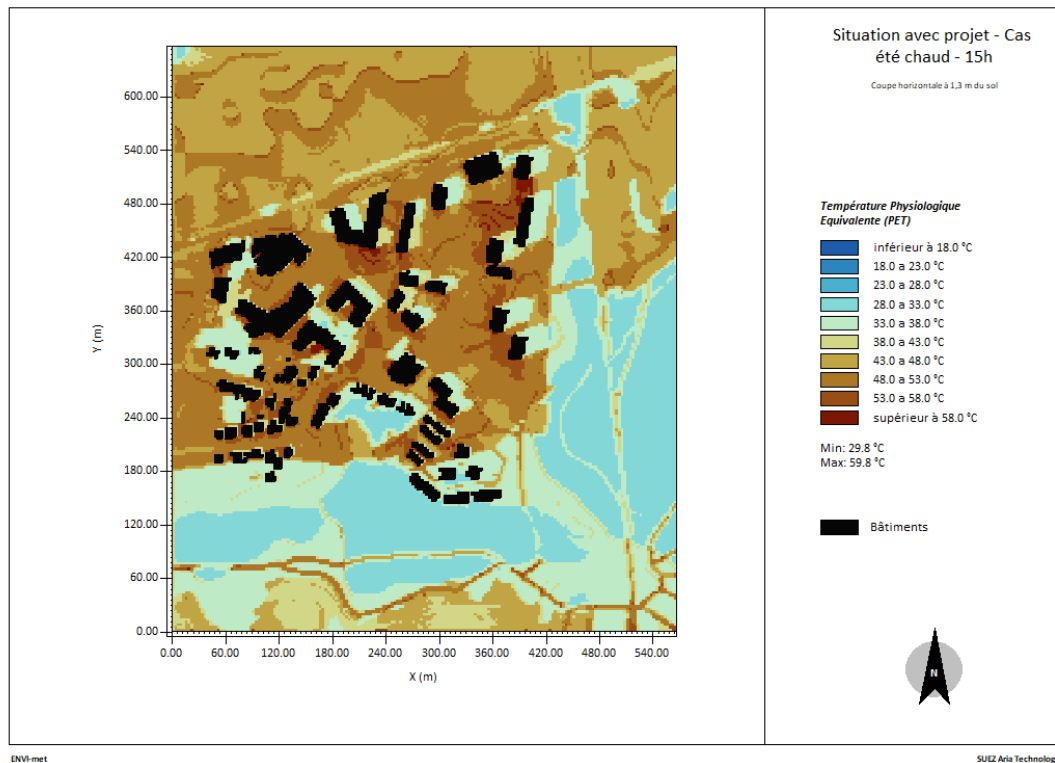 Situation avec projet - Cas
été chaud - 15h
Coupe horizontale à 1,3 m du sol
600.00
540.00
480.00
420.00
360.00
300.00
240.00
180.00
120.00
60.00
0.00
Y (m)
0.00 60.00 120.00 180.00 240.00 300.00 360.00 420.00 480.00 540.00
X (m)
Température Physiologique
Equivalente (PET)
inférieur à 18.0 °C
18.0 a 23.0 °C
23.0 a 28.0 °C
28.0 a 33.0 °C
33.0 a 38.0 °C
38.0 a 43.0 °C
43.0 a 48.0 °C
48.0 a 53.0 °C
53.0 a 58.0 °C
supérieur à 58.0 °C
Min: 29.8 °C
Max: 59.8 °C
Bâtiments
N
ENVI-met
SUEZ Aria Technolog